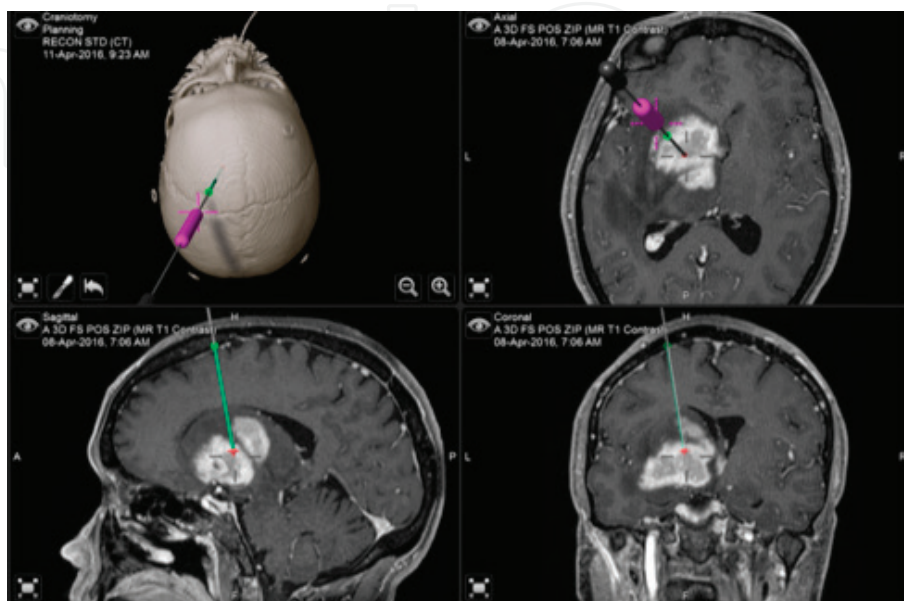 Craniotomy
Planning
RECON STD (CT)
11-Apr-2016, 9:23 AM
Axial
A 3D FS POS ZIP (MR T1 Contrast)
08-Apr-2016, 7:06 AM
L
R
P
Sagittal
A 3D FS POS ZIP (MR T1 Contrast)
08-Apr-2016, 7:06 AM
H
A
P
F
Coronal
A 3D FS POS ZIP (MR T1 Contrast)
08-Apr-2016, 7:06 AM
H
L
R
F